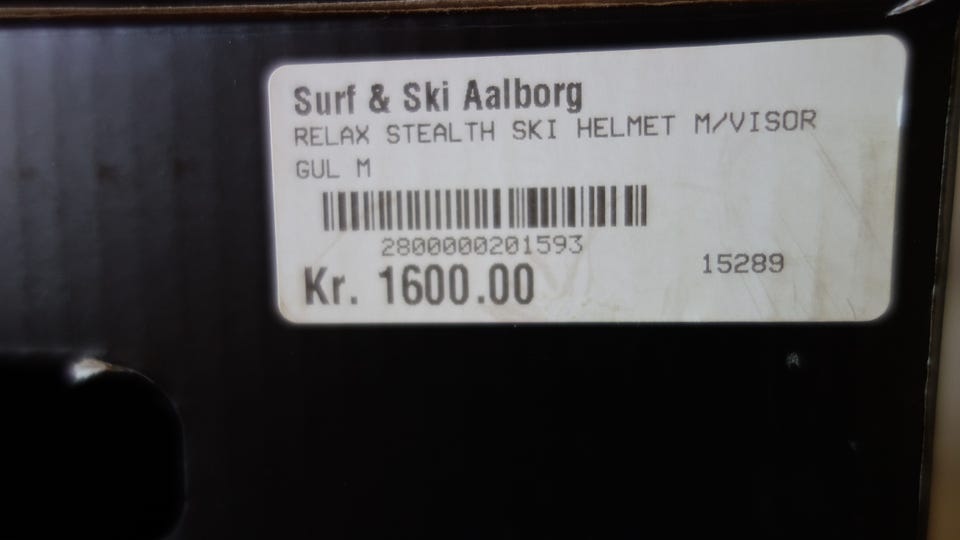 Surf & Ski Aalborg
RELAX STEALTH SKI HELMET M/VISOR
GUL M
2800000201593
Kr. 1600.00
15289